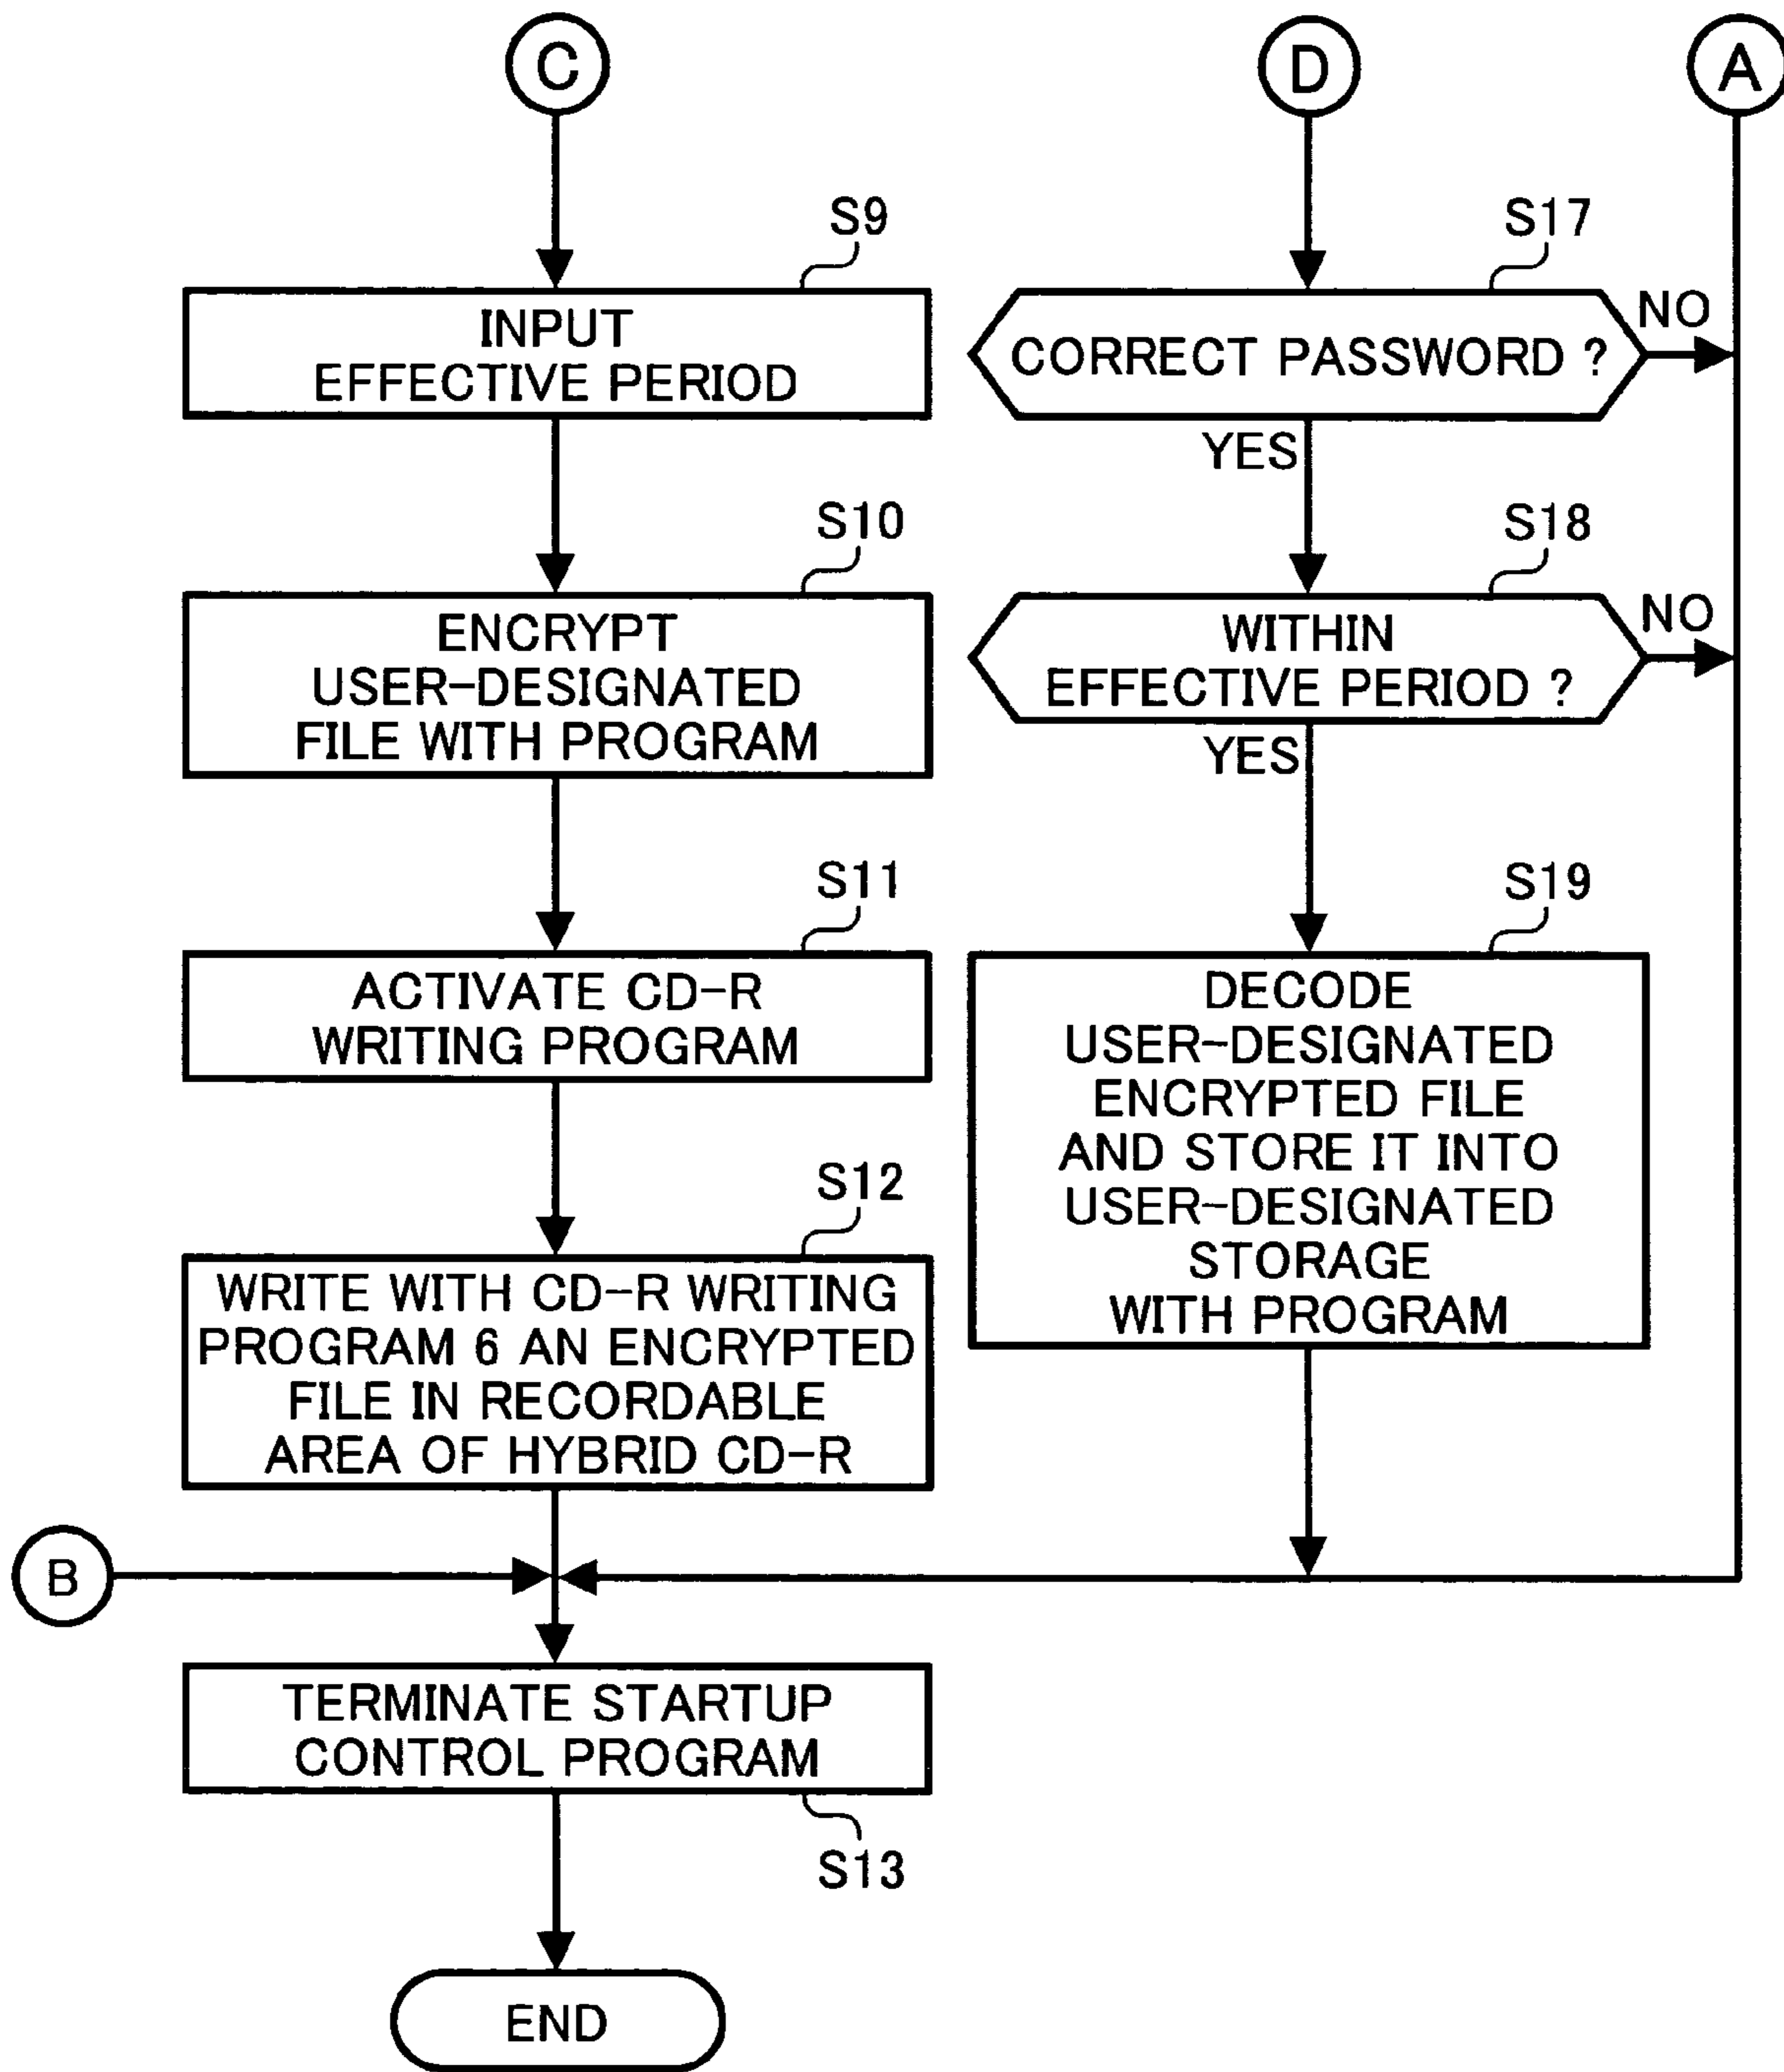 C
D
A
S9
INPUT
EFFECTIVE PERIOD
S10
ENCRYPT
USER-DESIGNATED
FILE WITH PROGRAM
S11
ACTIVATE CD-R
WRITING PROGRAM
S12
WRITE WITH CD-R WRITING
PROGRAM 6 AN ENCRYPTED
FILE IN RECORDABLE
AREA OF HYBRID CD-R
S17
CORRECT PASSWORD ?
NO
YES
S18
WITHIN
EFFECTIVE PERIOD ?
NO
YES
S19
DECODE
USER-DESIGNATED
ENCRYPTED FILE
AND STORE IT INTO
USER-DESIGNATED
STORAGE
WITH PROGRAM
B
TERMINATE STARTUP
CONTROL PROGRAM
S13
END